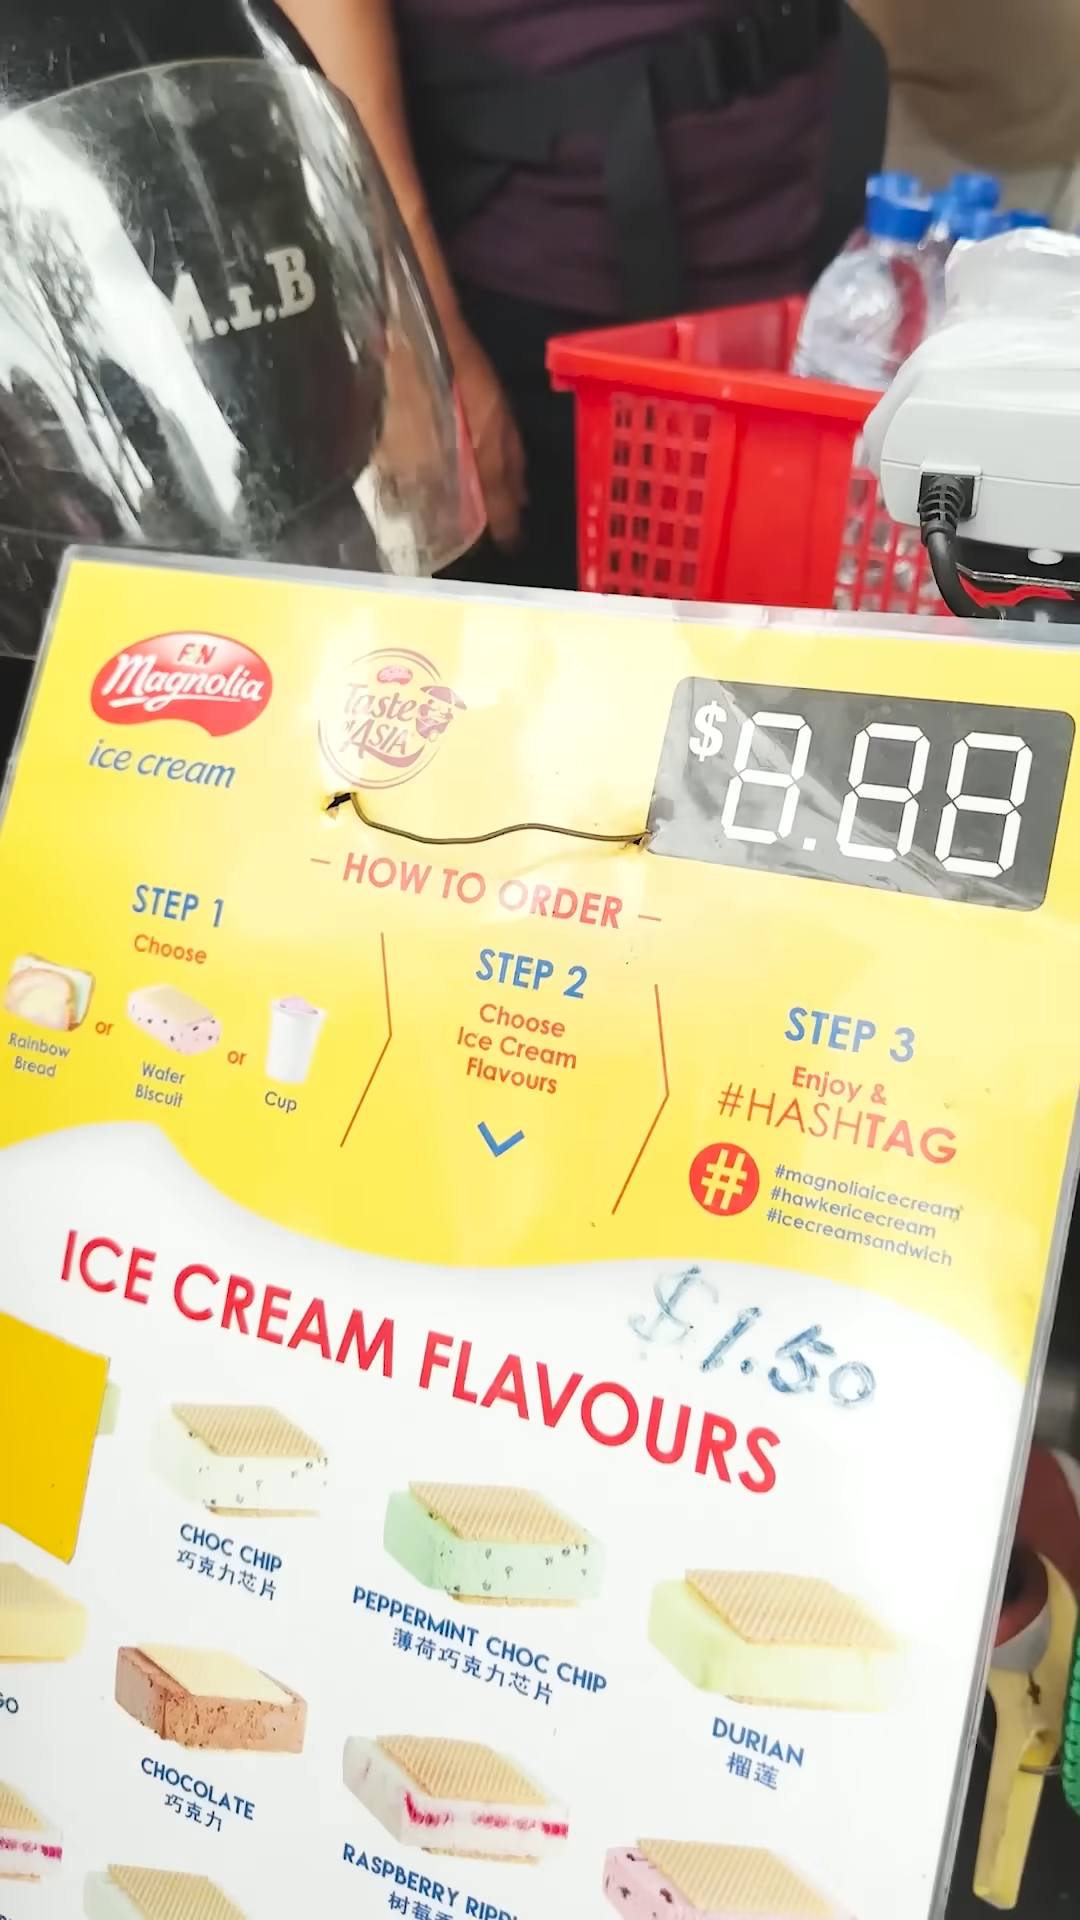 M.I.B
F&N
Magnolia
ice cream
Taste
of ASIA
$8.88
– HOW TO ORDER –
STEP 1
Choose
Rainbow
Bread
or
Wafer
Biscuit
or
Cup
STEP 2
Choose
Ice Cream
Flavours
STEP 3
Enjoy &
#HASHTAG
#
#magnoliaicecream
#hawkericecream
#icecreamsandwich
$1.50
ICE CREAM FLAVOURS
CHOC CHIP
巧克力芯片
PEPPERMINT CHOC CHIP
薄荷巧克力芯片
DURIAN
榴莲
CHOCOLATE
巧克力
RASPBERRY
树莓